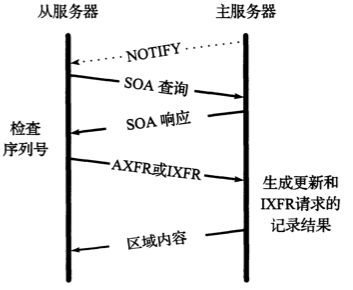 从服务器
主服务器
NOTIFY
SOA 查询
SOA 响应
检查
序列号
AXFR或IXFR
生成更新和
IXFR请求的
记录结果
区域内容